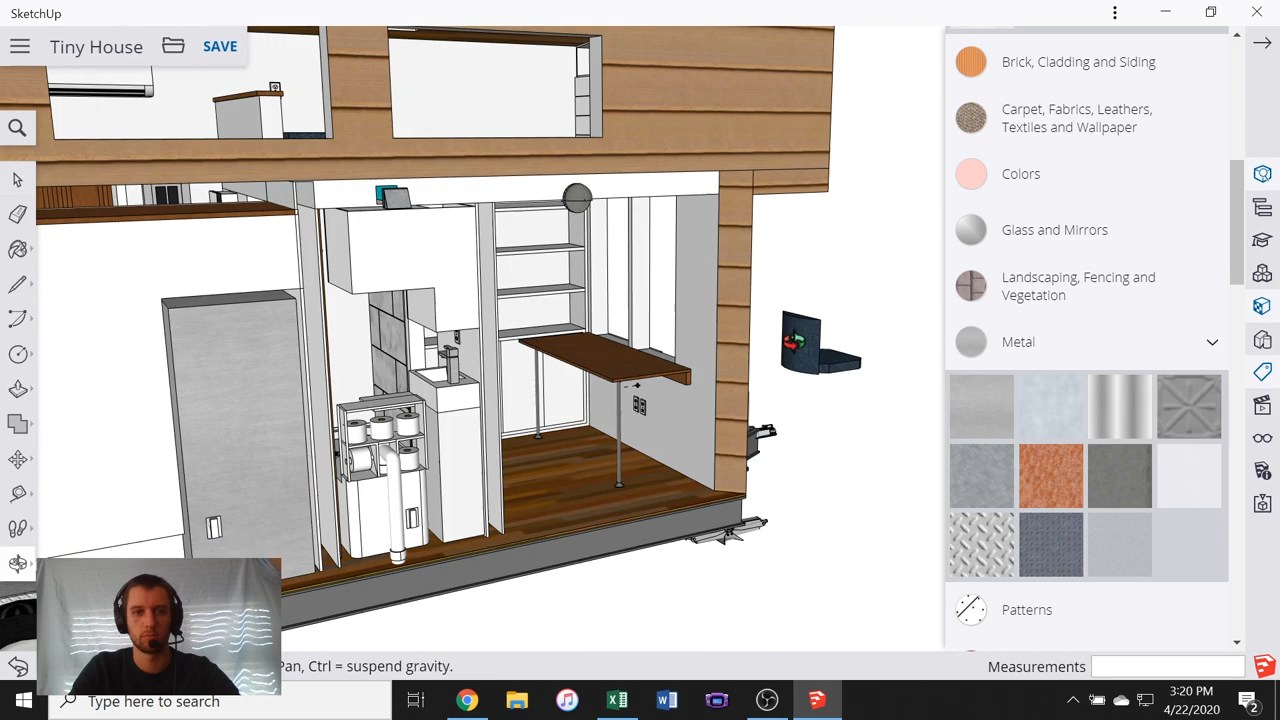 SketchUp
Tiny House
SAVE
Brick, Cladding and Siding
Carpet, Fabrics, Leathers,
Textiles and Wallpaper
Colors
Glass and Mirrors
Landscaping, Fencing and
Vegetation
Metal
Patterns
Pan, Ctrl = suspend gravity.
Measurements
Type here to search
3:20 PM
4/22/2020
2